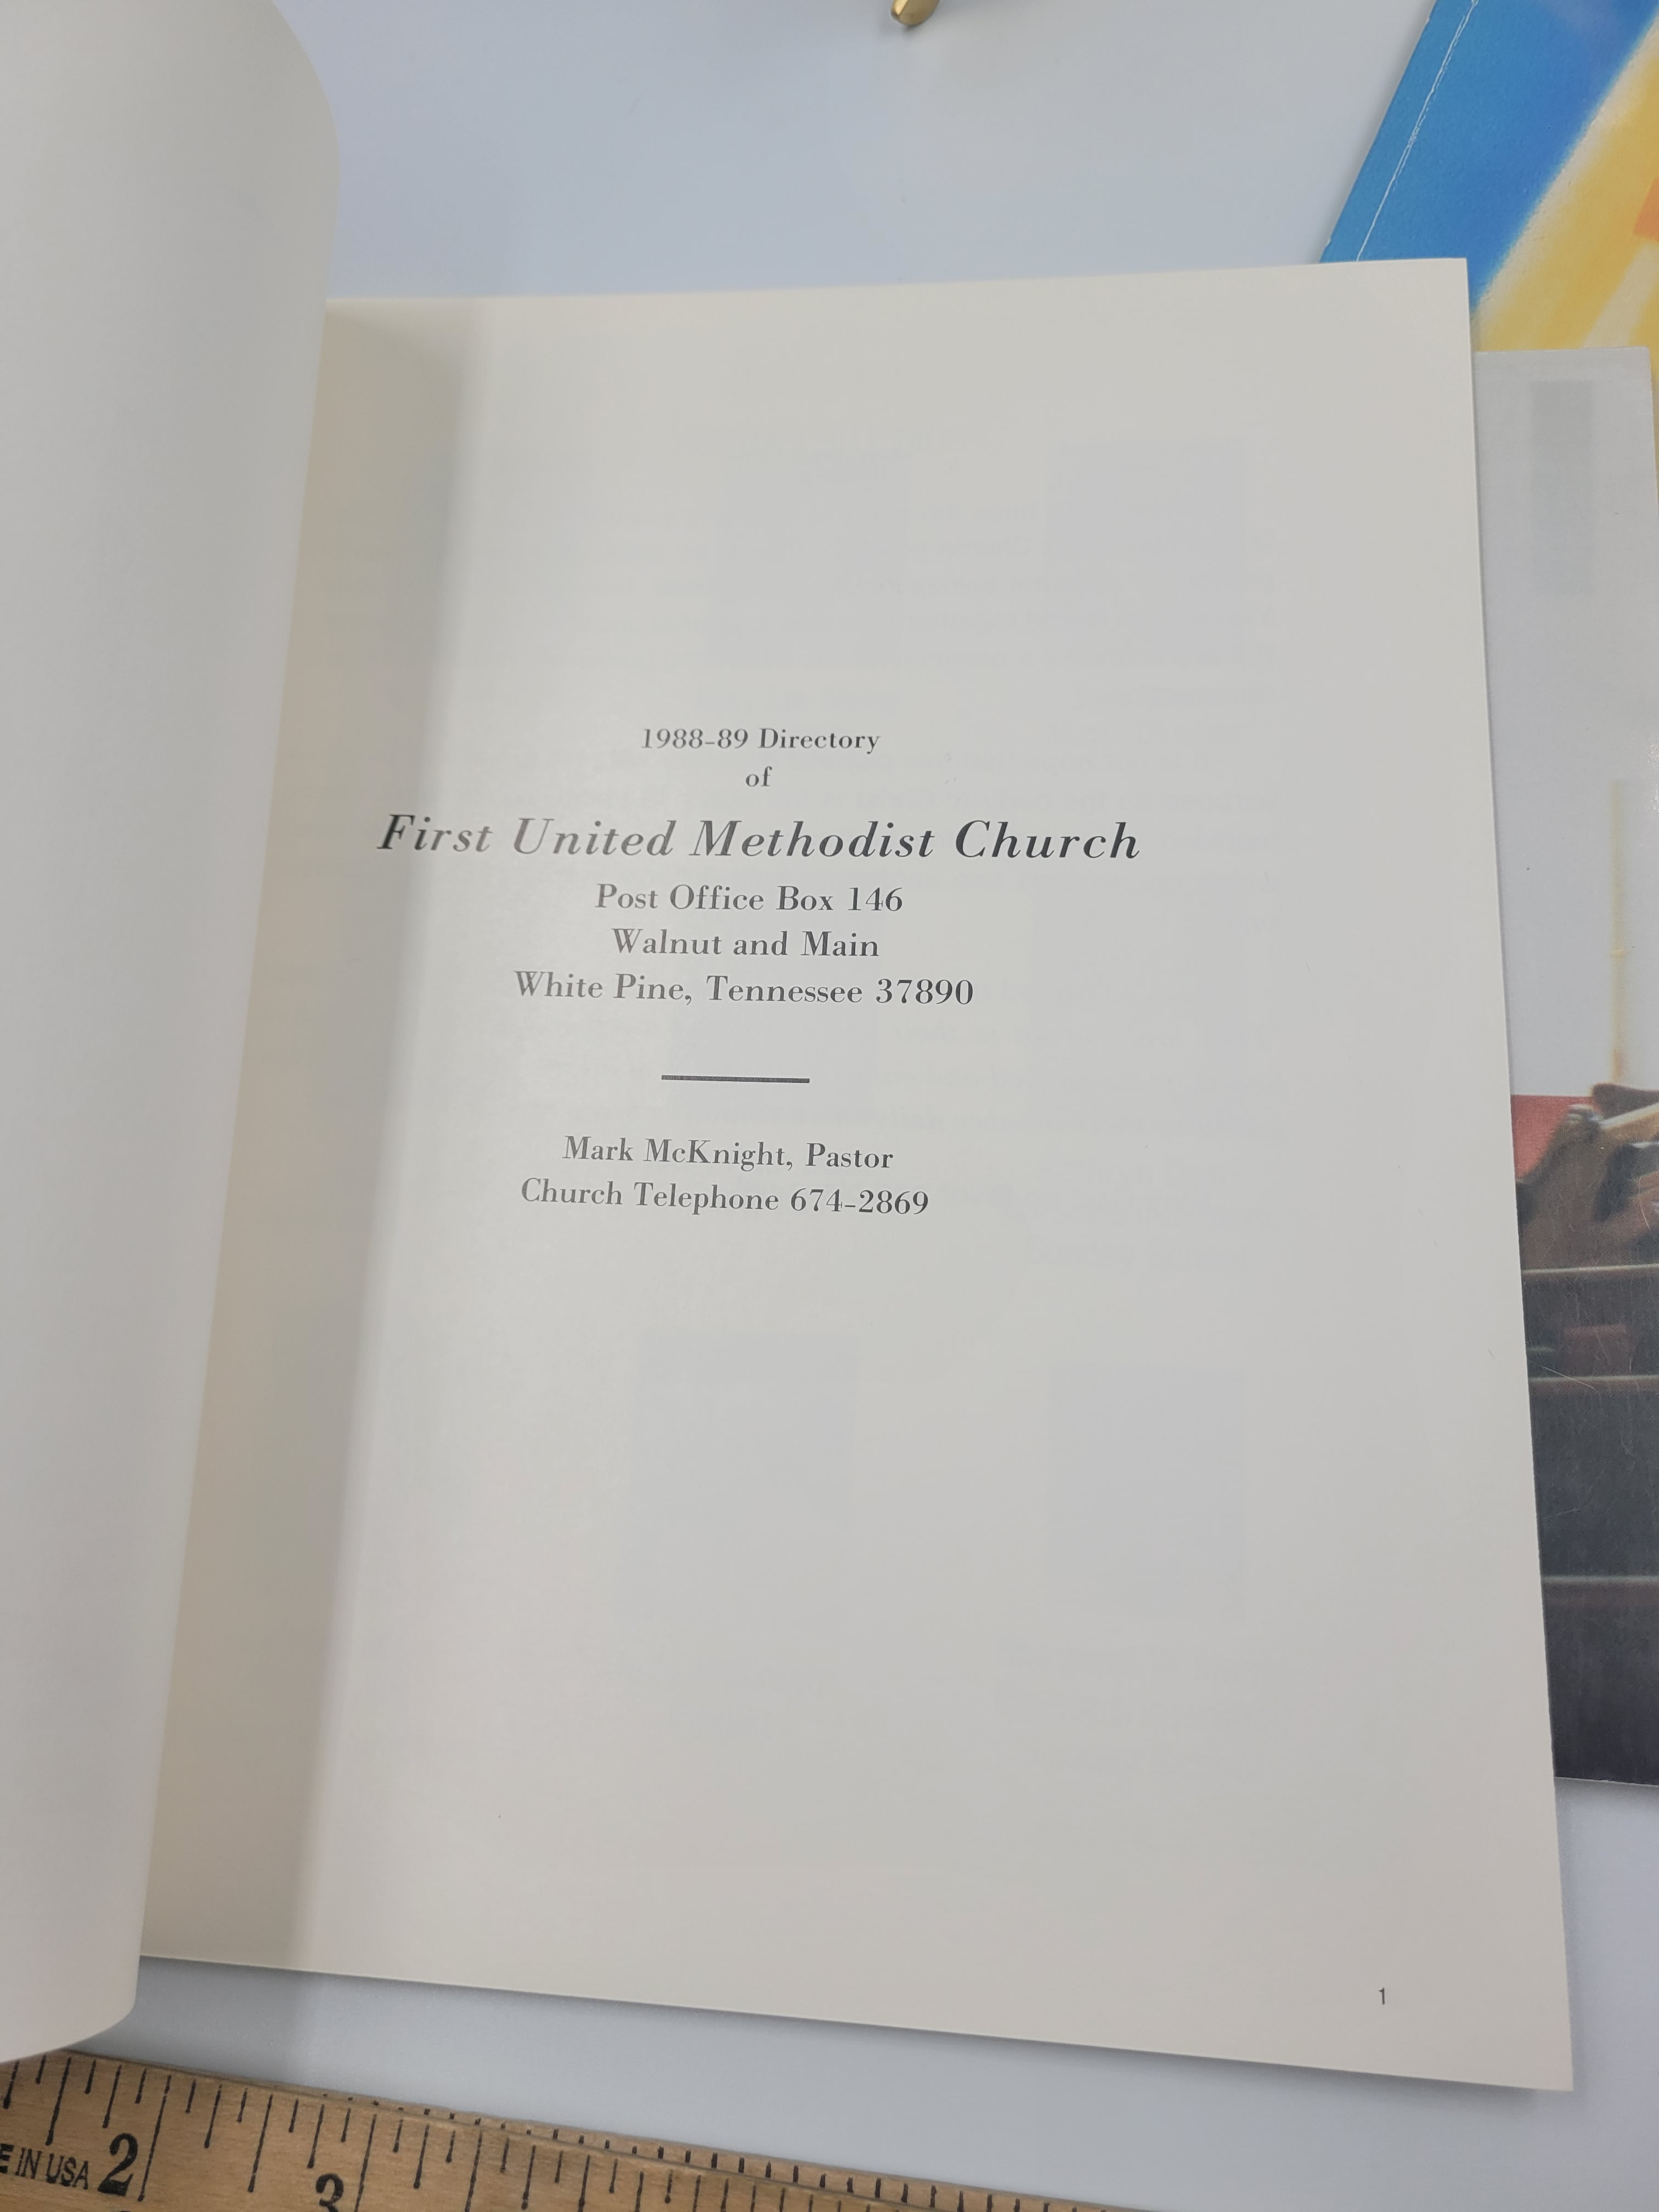 1988-89 Directory
of
First United Methodist Church
Post Office Box 146
Walnut and Main
White Pine, Tennessee 37890
Mark McKnight, Pastor
Church Telephone 674-2869
1
IN USA 2
3